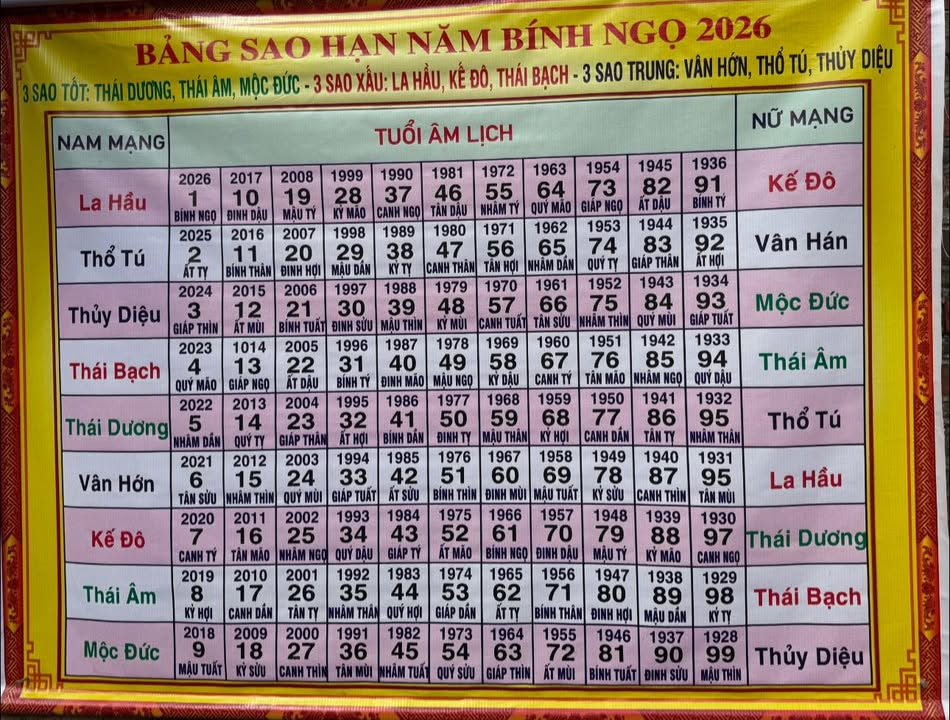 BẢNG SAO HẠN NĂM BÍNH NGỌ 2026
3 SAO TỐT: THÁI DƯƠNG, THÁI ÂM, MỘC ĐỨC - 3 SAO XẤU: LA HẦU, KẾ ĐÔ, THÁI BẠCH - 3 SAO TRUNG: VÂN HỚN, THỔ TÚ, THỦY DIỆU
NAM MẠNG TUỔI ÂM LỊCH NỮ MẠNG
2026 2017 2008 1999 1990 1981 1972 1963 1954 1945 1936
La Hầu 1 10 19 28 37 46 55 64 73 82 91 Kế Đô
BÍNH NGỌ ĐINH DẬU MẬU TÝ KỶ MÃO CANH NGỌ TÂN DẬU NHÂM TÝ QUÝ MÃO GIÁP NGỌ ẤT DẬU BÍNH TÝ
2025 2016 2007 1998 1989 1980 1971 1962 1953 1944 1935
Thổ Tú 2 11 20 29 38 47 56 65 74 83 92 Vân Hán
ẤT TỴ BÍNH THÂN ĐINH HỢI MẬU DẦN KỶ TỴ CANH THÂN TÂN HỢI NHÂM DẦN QUÝ TỴ GIÁP THÂN ẤT HỢI
2024 2015 2006 1997 1988 1979 1970 1961 1952 1943 1934
Thủy Diệu 3 12 21 30 39 48 57 66 75 84 93 Mộc Đức
GIÁP THÌN ẤT MÙI BÍNH TUẤT ĐINH SỬU MẬU THÌN KỶ MÙI CANH TUẤT TÂN SỬU NHÂM THÌN QUÝ MÙI GIÁP TUẤT
2023 1014 2005 1996 1987 1978 1969 1960 1951 1942 1933
Thái Bạch 4 13 22 31 40 49 58 67 76 85 94 Thái Âm
QUÝ MÃO GIÁP NGỌ ẤT DẬU BÍNH TÝ ĐINH MÃO MẬU NGỌ KỶ DẬU CANH TÝ TÂN MÃO NHÂM NGỌ QUÝ DẬU
2022 2013 2004 1995 1986 1977 1968 1959 1950 1941 1932
Thái Dương 5 14 23 32 41 50 59 68 77 86 95 Thổ Tú
NHÂM DẦN QUÝ TỴ GIÁP THÂN ẤT HỢI BÍNH DẦN ĐINH TỴ MẬU THÂN KỶ HỢI CANH DẦN TÂN TỴ NHÂM THÂN
2021 2012 2003 1994 1985 1976 1967 1958 1949 1940 1931
Vân Hớn 6 15 24 33 42 51 60 69 78 87 95 La Hầu
TÂN SỬU NHÂM THÌN QUÝ MÙI GIÁP TUẤT ẤT SỬU BÍNH THÌN ĐINH MÙI MẬU TUẤT KỶ SỬU CANH THÌN TÂN MÙI
2020 2011 2002 1993 1984 1975 1966 1957 1948 1939 1930
Kế Đô 7 16 25 34 43 52 61 70 79 88 97 Thái Dương
CANH TÝ TÂN MÃO NHÂM NGỌ QUÝ DẬU GIÁP TÝ ẤT MÃO BÍNH NGỌ ĐINH DẬU MẬU TÝ KỶ MÃO CANH NGỌ
2019 2010 2001 1992 1983 1974 1965 1956 1947 1938 1929
Thái Âm 8 17 26 35 44 53 62 71 80 89 98 Thái Bạch
KỶ HỢI CANH DẦN TÂN TỴ NHÂM THÂN QUÝ HỢI GIÁP DẦN ẤT TỴ BÍNH THÂN ĐINH HỢI MẬU DẦN KỶ TỴ
2018 2009 2000 1991 1982 1973 1964 1955 1946 1937 1928
Mộc Đức 9 18 27 36 45 54 63 72 81 90 99 Thủy Diệu
MẬU TUẤT KỶ SỬU CANH THÌN TÂN MÙI NHÂM TUẤT QUÝ SỬU GIÁP THÌN ẤT MÙI BÍNH TUẤT ĐINH SỬU MẬU THÌN